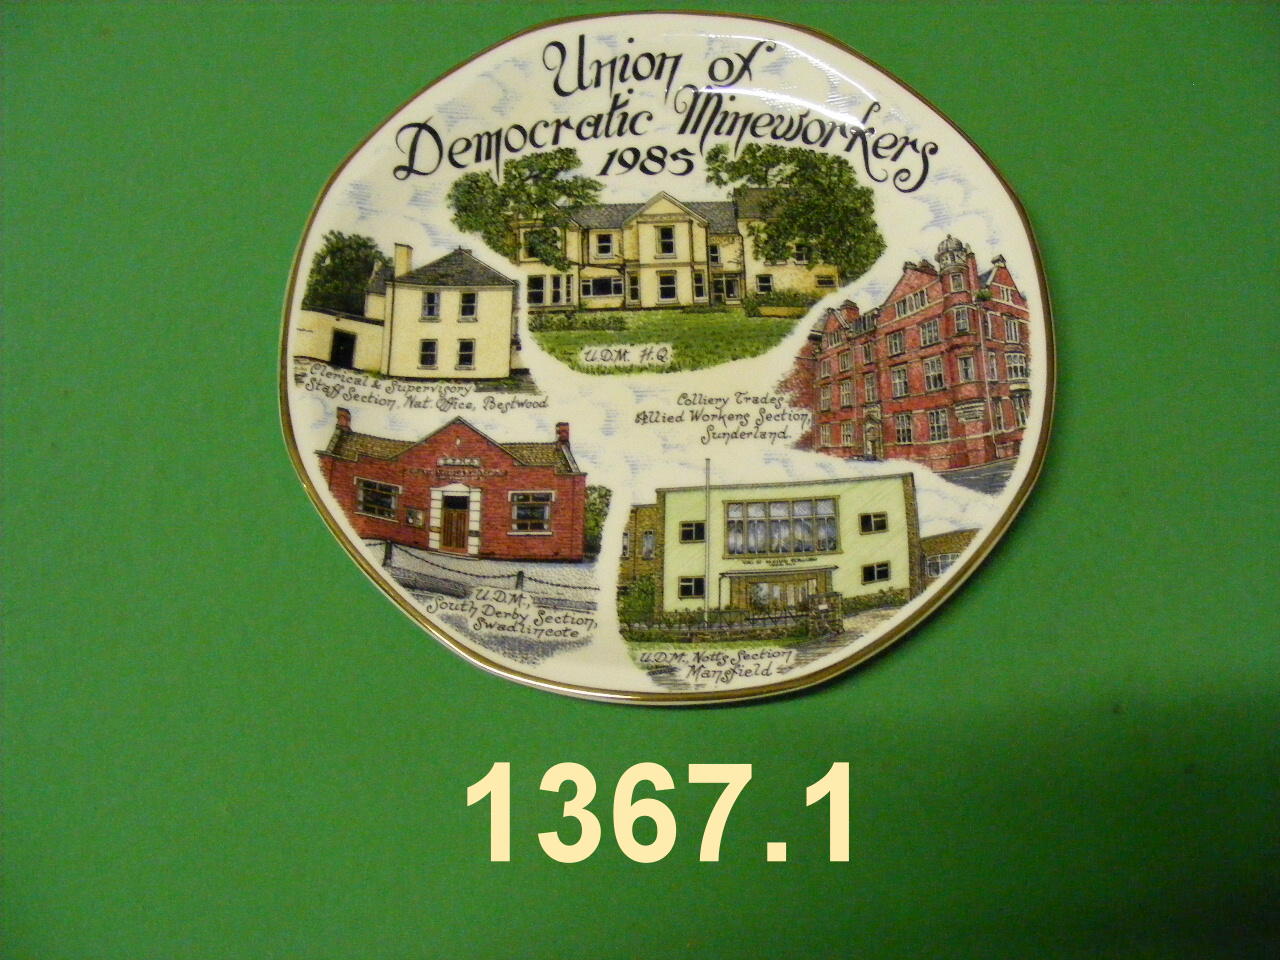 Union of
Democratic Mineworkers
1985
U.D.M. H.Q.
Clerical & Supervisory
Staff Section. Nat. Office, Bestwood
Colliery Trades
Allied Workers Section,
Sunderland.
U.D.M.,
South Derby Section,
Swadlincote
U.D.M., Notts Section
Mansfield
1367.1